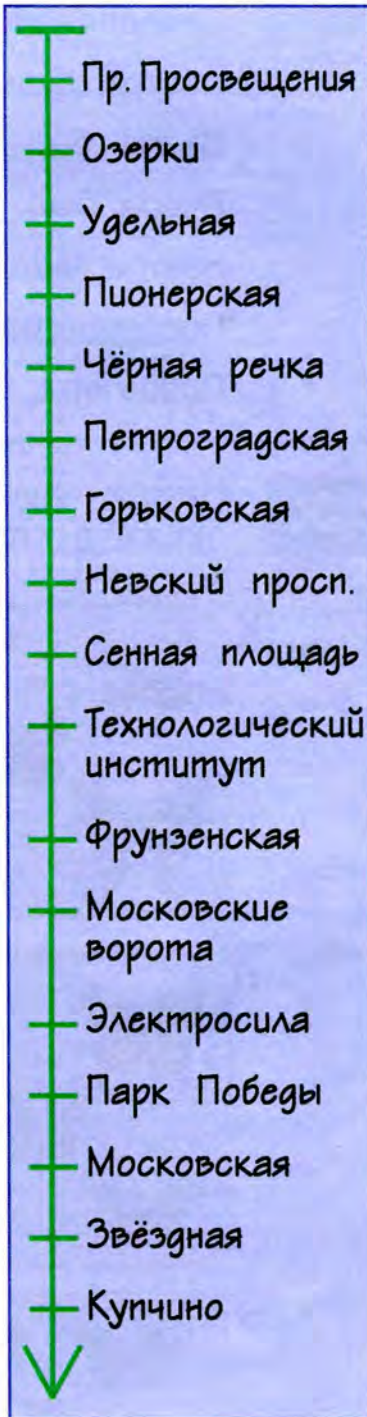 Пр. Просвещения
Озерки
Удельная
Пионерская
Чёрная речка
Петроградская
Горьковская
Невский просп.
Сенная площадь
Технологический
институт
Фрунзенская
Московские
ворота
Электросила
Парк Победы
Московская
Звёздная
Купчино